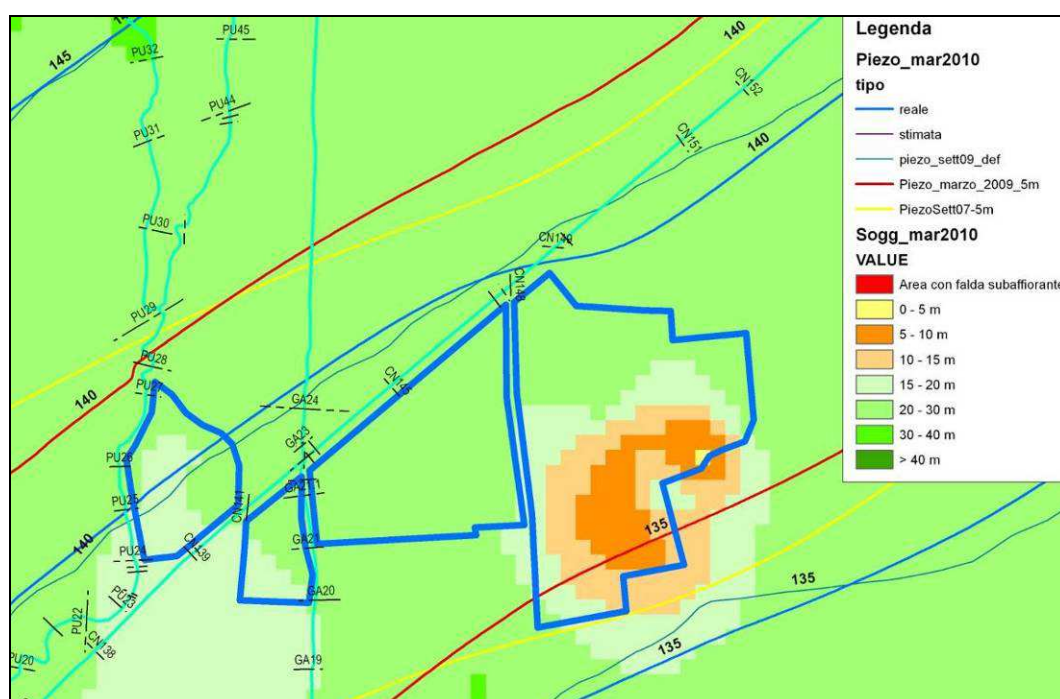 Legenda
Piezo_mar2010
tipo
reale
stimata
piezo_sett09_def
Piezo_marzo_2009_5m
PiezoSett07-5m
Sogg_mar2010
VALUE
Area con falda subaffiorante
0 - 5 m
5 - 10 m
10 - 15 m
15 - 20 m
20 - 30 m
30 - 40 m
> 40 m
PU45
PU32
145
140
140
CN152
PU44
PU31
CN151
140
PU30
CN149
CN148
PU29
PU28
PU27
140
CN145
GA24
GA23
PU26
GA21
PU25
CN141
135
GA21
140
PU24
CN139
135
PU23
GA20
PU22
CN138
135
PU20
GA19